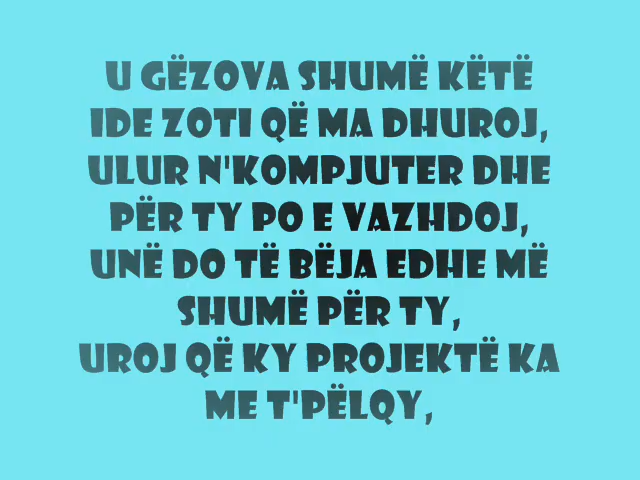 U GËZOVA SHUMË KËTË
IDE ZOTI QË MA DHUROJ,
ULUR N'KOMPJUTER DHE
PËR TY PO E VAZHDOJ,
UNË DO TË BËJA EDHE MË
SHUMË PËR TY,
UROJ QË KY PROJEKTË KA
ME T'PËLQY,